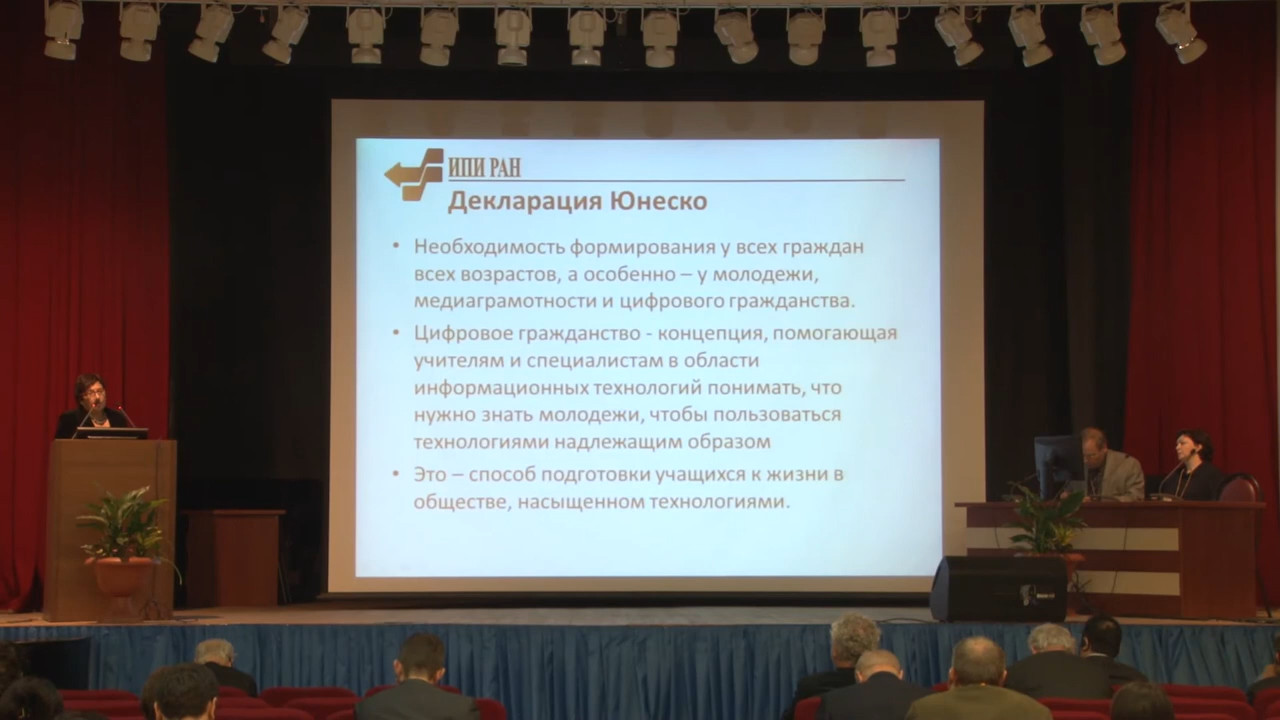 ИПИ РАН
Декларация Юнеско
• Необходимость формирования у всех граждан
всех возрастов, а особенно – у молодежи,
медиаграмотности и цифрового гражданства.
• Цифровое гражданство - концепция, помогающая
учителям и специалистам в области
информационных технологий понимать, что
нужно знать молодежи, чтобы пользоваться
технологиями надлежащим образом
• Это – способ подготовки учащихся к жизни в
обществе, насыщенном технологиями.